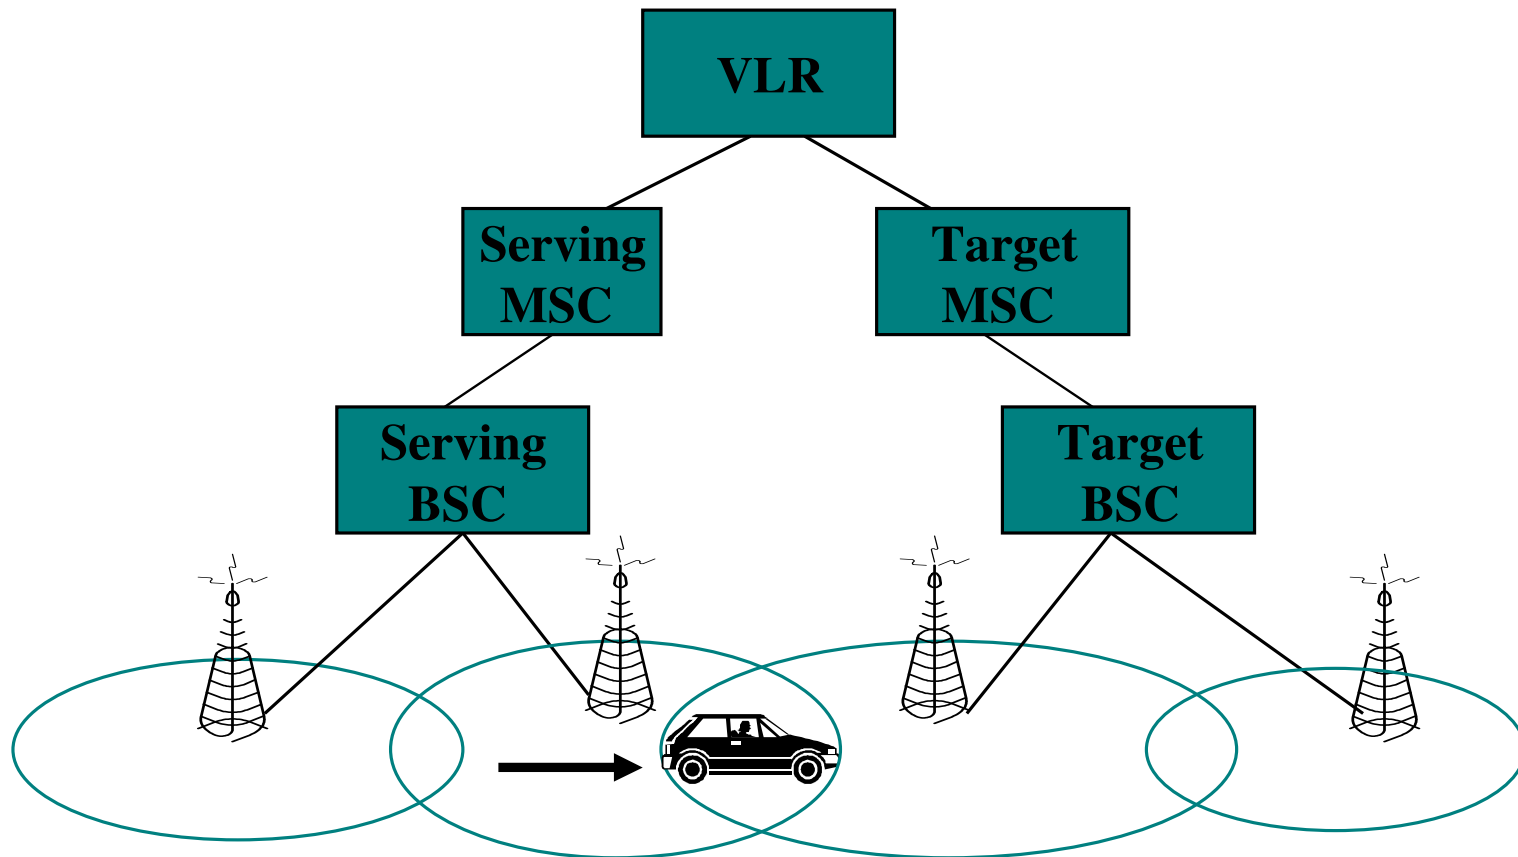 VLR
Serving
MSC
Target
MSC
Serving
BSC
Target
BSC